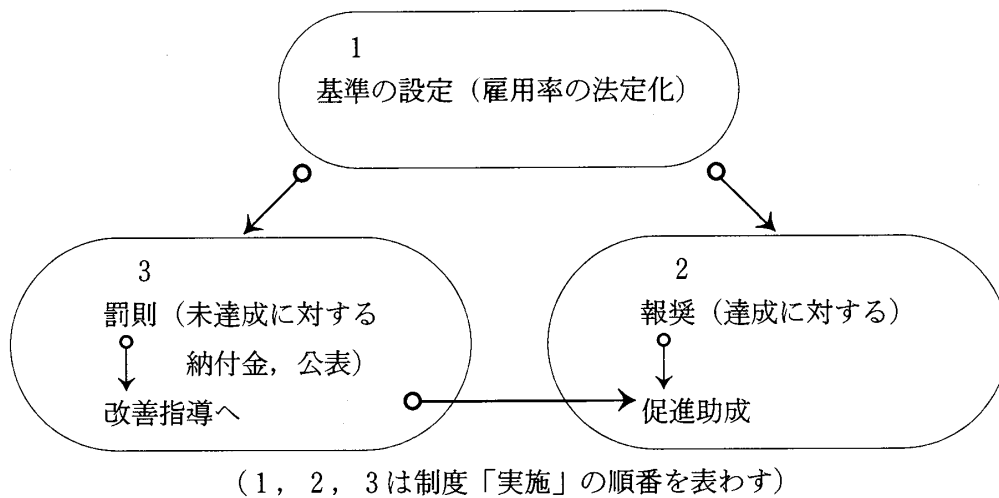 1
基準の設定（雇用率の法定化）
3
罰則（未達成に対する
納付金，公表）
改善指導へ
2
報奨（達成に対する）
促進助成
（1，2，3は制度「実施」の順番を表わす）